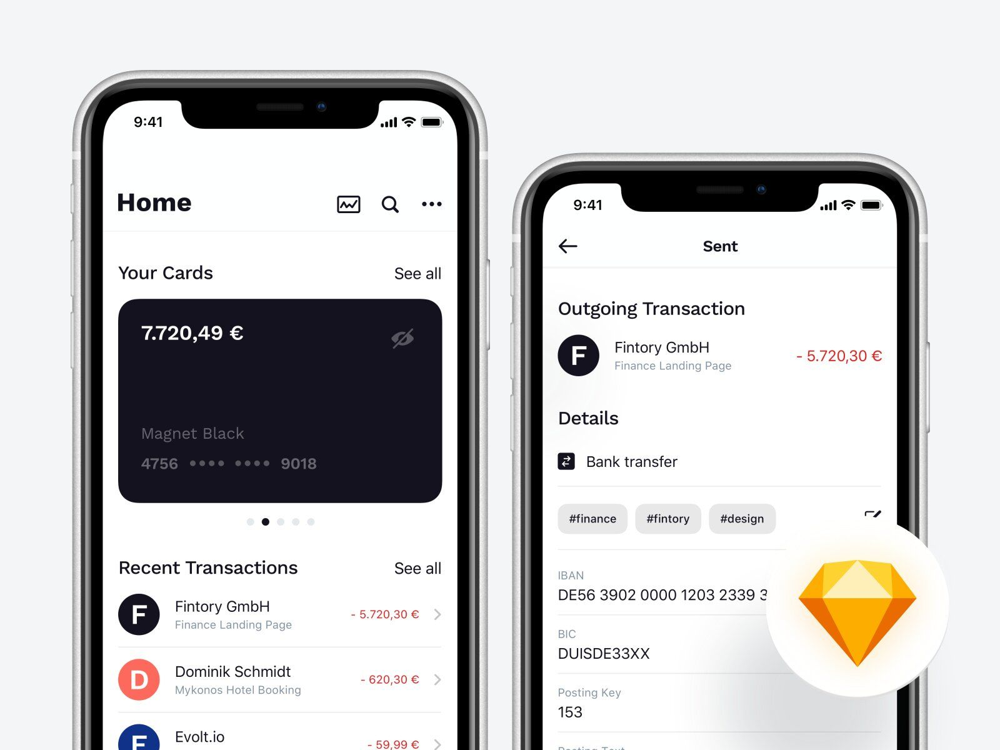 9:41
Home
Your Cards
See all
7.720,49 €
Magnet Black
4756 •••• •••• 9018
Recent Transactions
See all
F
Fintory GmbH
Finance Landing Page
- 5.720,30 €
D
Dominik Schmidt
Mykonos Hotel Booking
- 620,30 €
E
Evolt.io
- 59,99 €
9:41
Sent
Outgoing Transaction
F
Fintory GmbH
Finance Landing Page
- 5.720,30 €
Details
Bank transfer
#finance
#fintory
#design
IBAN
DE56 3902 0000 1203 2339 3
BIC
DUISDE33XX
Posting Key
153
Posting Text